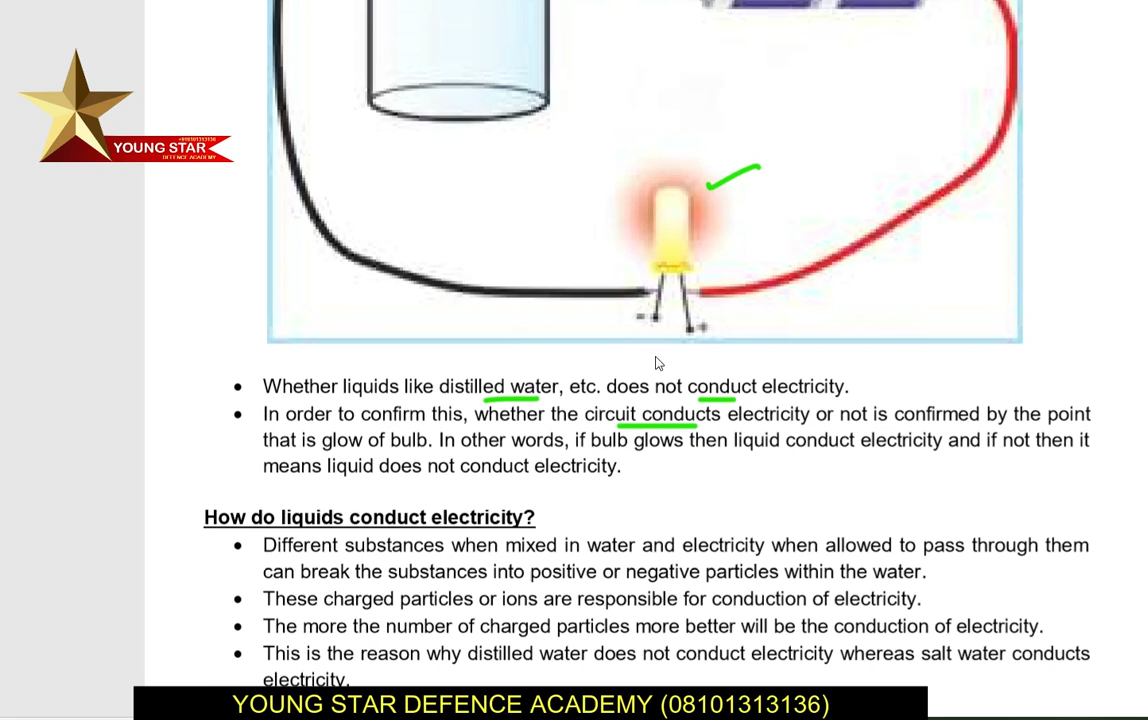 +918101313136
YOUNG STAR
DEFENCE ACADEMY
- +
• Whether liquids like distilled water, etc. does not conduct electricity.
• In order to confirm this, whether the circuit conducts electricity or not is confirmed by the point
that is glow of bulb. In other words, if bulb glows then liquid conduct electricity and if not then it
means liquid does not conduct electricity.
How do liquids conduct electricity?
• Different substances when mixed in water and electricity when allowed to pass through them
can break the substances into positive or negative particles within the water.
• These charged particles or ions are responsible for conduction of electricity.
• The more the number of charged particles more better will be the conduction of electricity.
• This is the reason why distilled water does not conduct electricity whereas salt water conducts
electricity.
YOUNG STAR DEFENCE ACADEMY (08101313136)